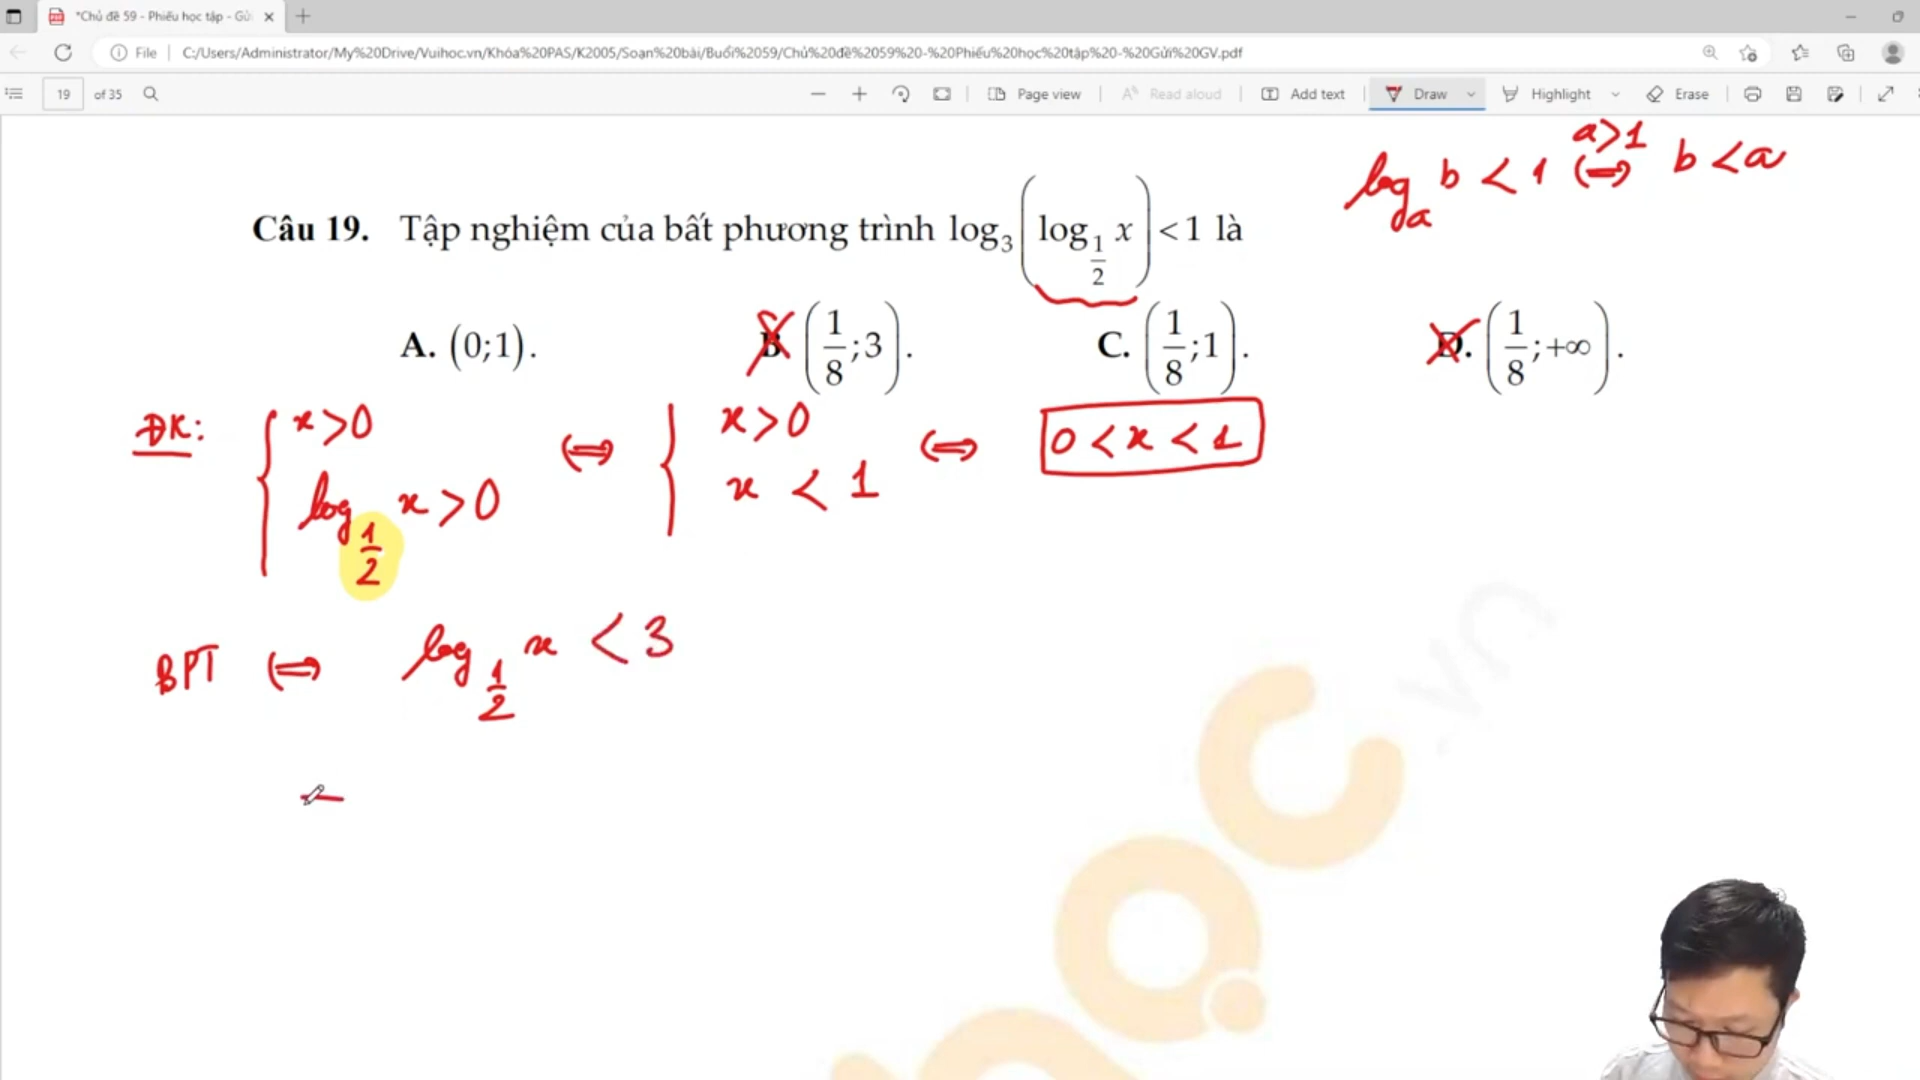 *Chủ đề 59 - Phiếu học tập - Gửi
File C:/Users/Administrator/My%20Drive/Vuihoc.vn/Khóa%20PAS/K2005/Soạn%20bài/Buổi%2059/Chủ%20đề%2059%20-%20Phiếu%20học%20tập%20-%20Gửi%20GV.pdf
19 of 35 Page view Read aloud Add text Draw Highlight Erase
log_a b < 1 ⇔ (a>1) b < a
Câu 19. Tập nghiệm của bất phương trình log₃(log_{1/2} x) < 1 là
A. (0;1). B. (1/8;3). C. (1/8;1). D. (1/8;+∞).
ĐK: { x>0 ⇔ { x>0 ⇔ 0 < x < 1
log_{1/2} x > 0 x < 1
BPT ⇔ log_{1/2} x < 3
.vn